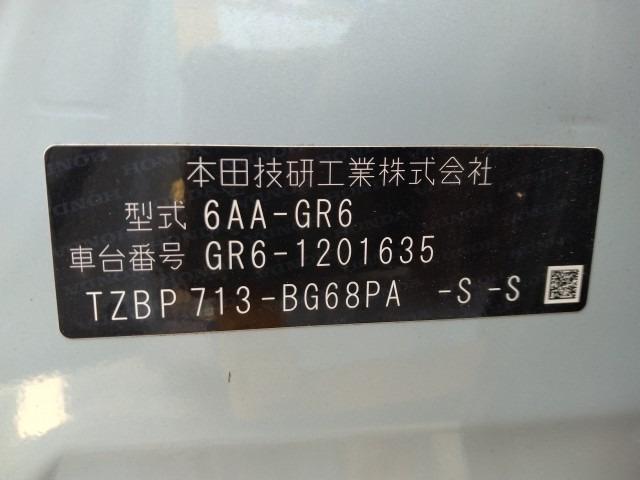 本田技研工業株式会社
型式 6AA-GR6
車台番号 GR6-1201635
TZBP 713-BG68PA -S -S